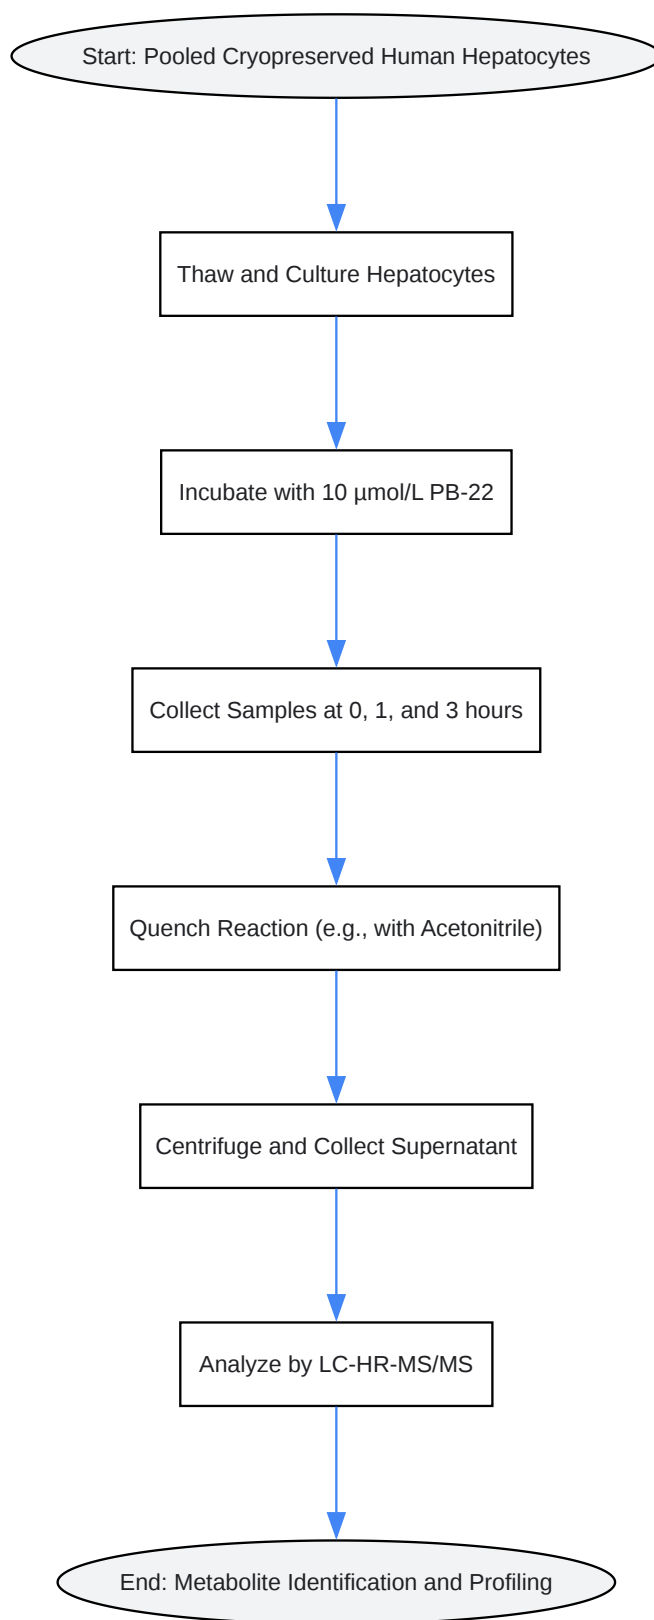 Start: Pooled Cryopreserved Human Hepatocytes
Thaw and Culture Hepatocytes
Incubate with 10 µmol/L PB-22
Collect Samples at 0, 1, and 3 hours
Quench Reaction (e.g., with Acetonitrile)
Centrifuge and Collect Supernatant
Analyze by LC-HR-MS/MS
End: Metabolite Identification and Profiling